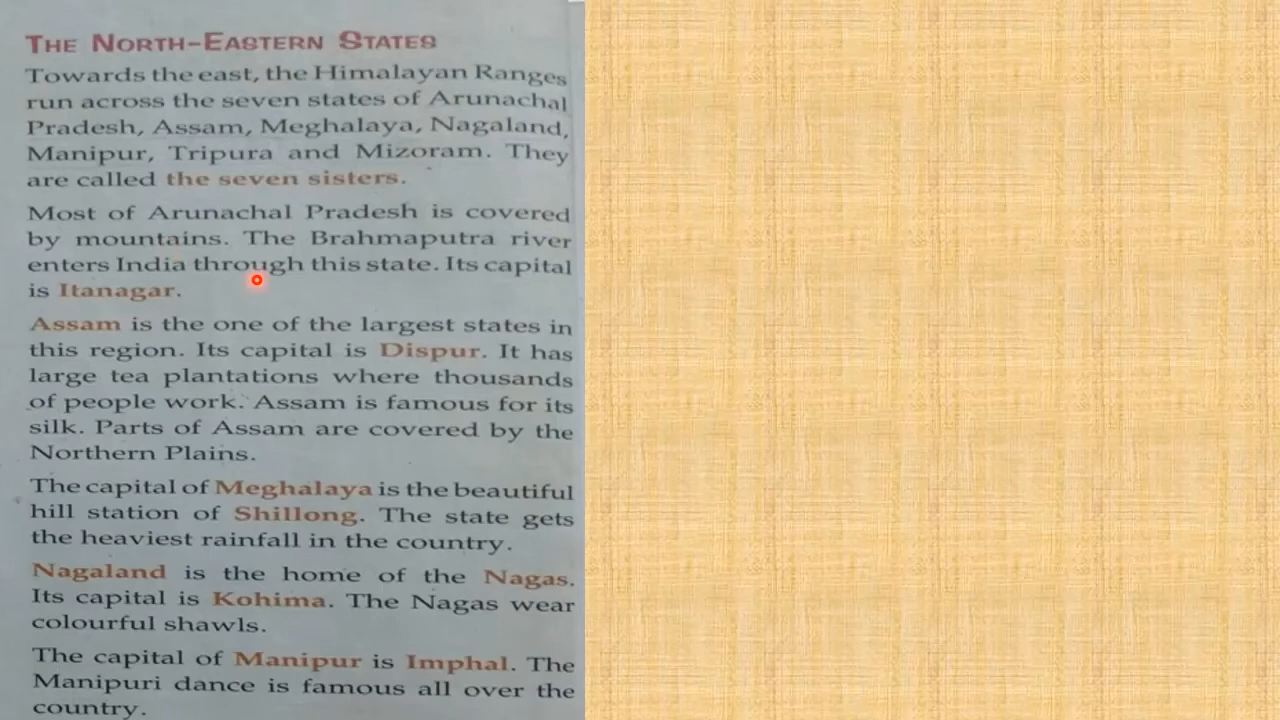 THE NORTH-EASTERN STATES
Towards the east, the Himalayan Ranges
run across the seven states of Arunachal
Pradesh, Assam, Meghalaya, Nagaland,
Manipur, Tripura and Mizoram. They
are called the seven sisters.
Most of Arunachal Pradesh is covered
by mountains. The Brahmaputra river
enters India through this state. Its capital
is Itanagar.
Assam is the one of the largest states in
this region. Its capital is Dispur. It has
large tea plantations where thousands
of people work. Assam is famous for its
silk. Parts of Assam are covered by the
Northern Plains.
The capital of Meghalaya is the beautiful
hill station of Shillong. The state gets
the heaviest rainfall in the country.
Nagaland is the home of the Nagas.
Its capital is Kohima. The Nagas wear
colourful shawls.
The capital of Manipur is Imphal. The
Manipuri dance is famous all over the
country.